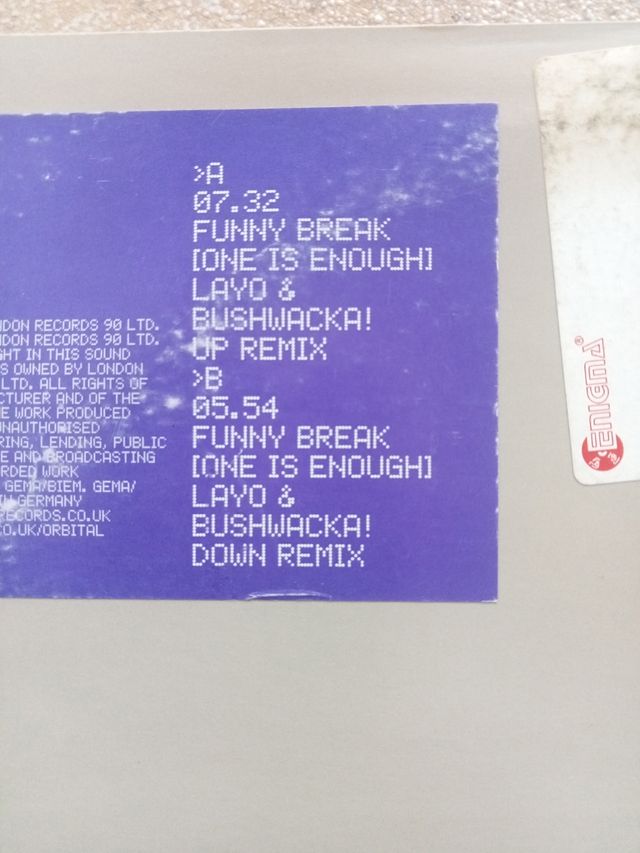 >A
07.32
FUNNY BREAK
[ONE IS ENOUGH]
LAYO &
BUSHWACKA!
UP REMIX
>B
05.54
FUNNY BREAK
[ONE IS ENOUGH]
LAYO &
BUSHWACKA!
DOWN REMIX
NDON RECORDS 90 LTD.
NDON RECORDS 90 LTD.
GHT IN THIS SOUND
S OWNED BY LONDON
LTD. ALL RIGHTS OF
CTURER AND OF THE
E WORK PRODUCED
UNAUTHORISED
RING, LENDING, PUBLIC
E AND BROADCASTING
RDED WORK
GEMA/BIEM. GEMA/
IN GERMANY
RECORDS.CO.UK
CO.UK/ORBITAL
ENIGMA®